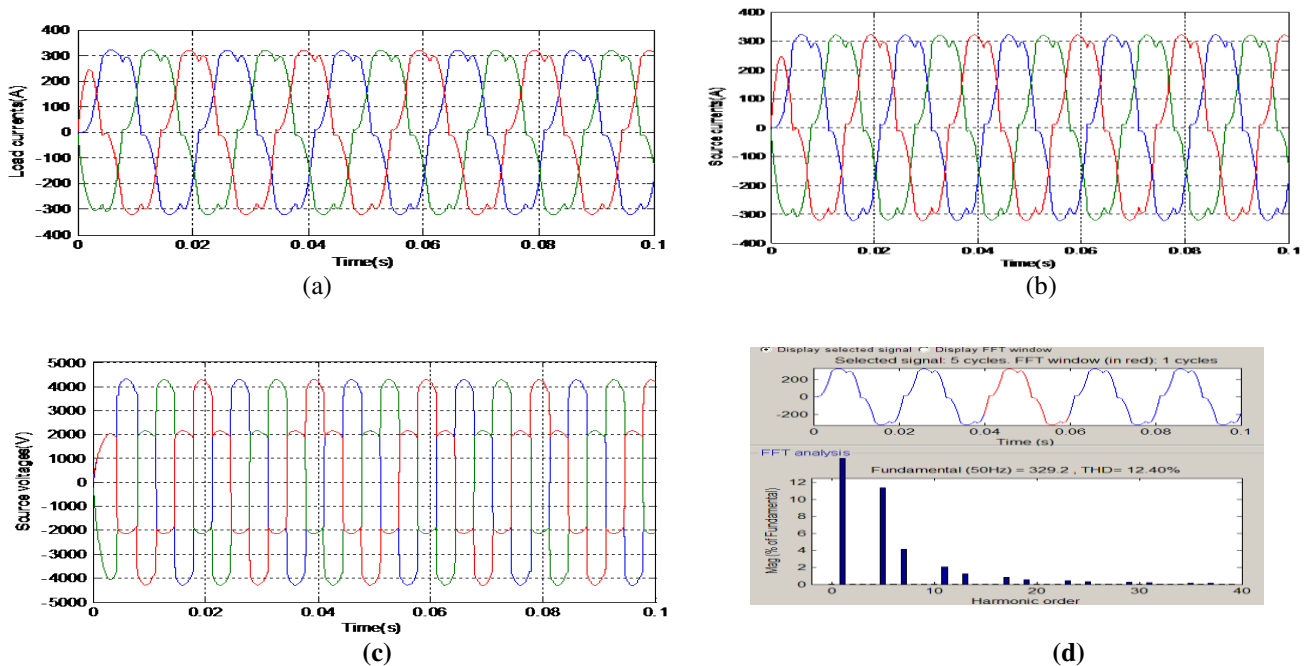 Load currents(A)
400
300
200
100
0
-100
-200
-300
-400
0 0.02 0.04 0.06 0.08 0.1
Time(s)
(a)
Source currents(A)
400
300
200
100
0
-100
-200
-300
-400
0 0.02 0.04 0.06 0.08 0.1
Time(s)
(b)
Source voltages(V)
5000
4000
3000
2000
1000
0
-1000
-2000
-3000
-4000
-5000
0 0.02 0.04 0.06 0.08 0.1
Time(s)
(c)
Display selected signal Display FFT window
Selected signal: 5 cycles. FFT window (in red): 1 cycles
200
0
-200
0 0.02 0.04 0.06 0.08 0.1
Time (s)
FFT analysis
Fundamental (50Hz) = 329.2 , THD= 12.40%
Mag (% of Fundamental)
12
10
8
6
4
2
0
0 10 20 30 40
Harmonic order
(d)